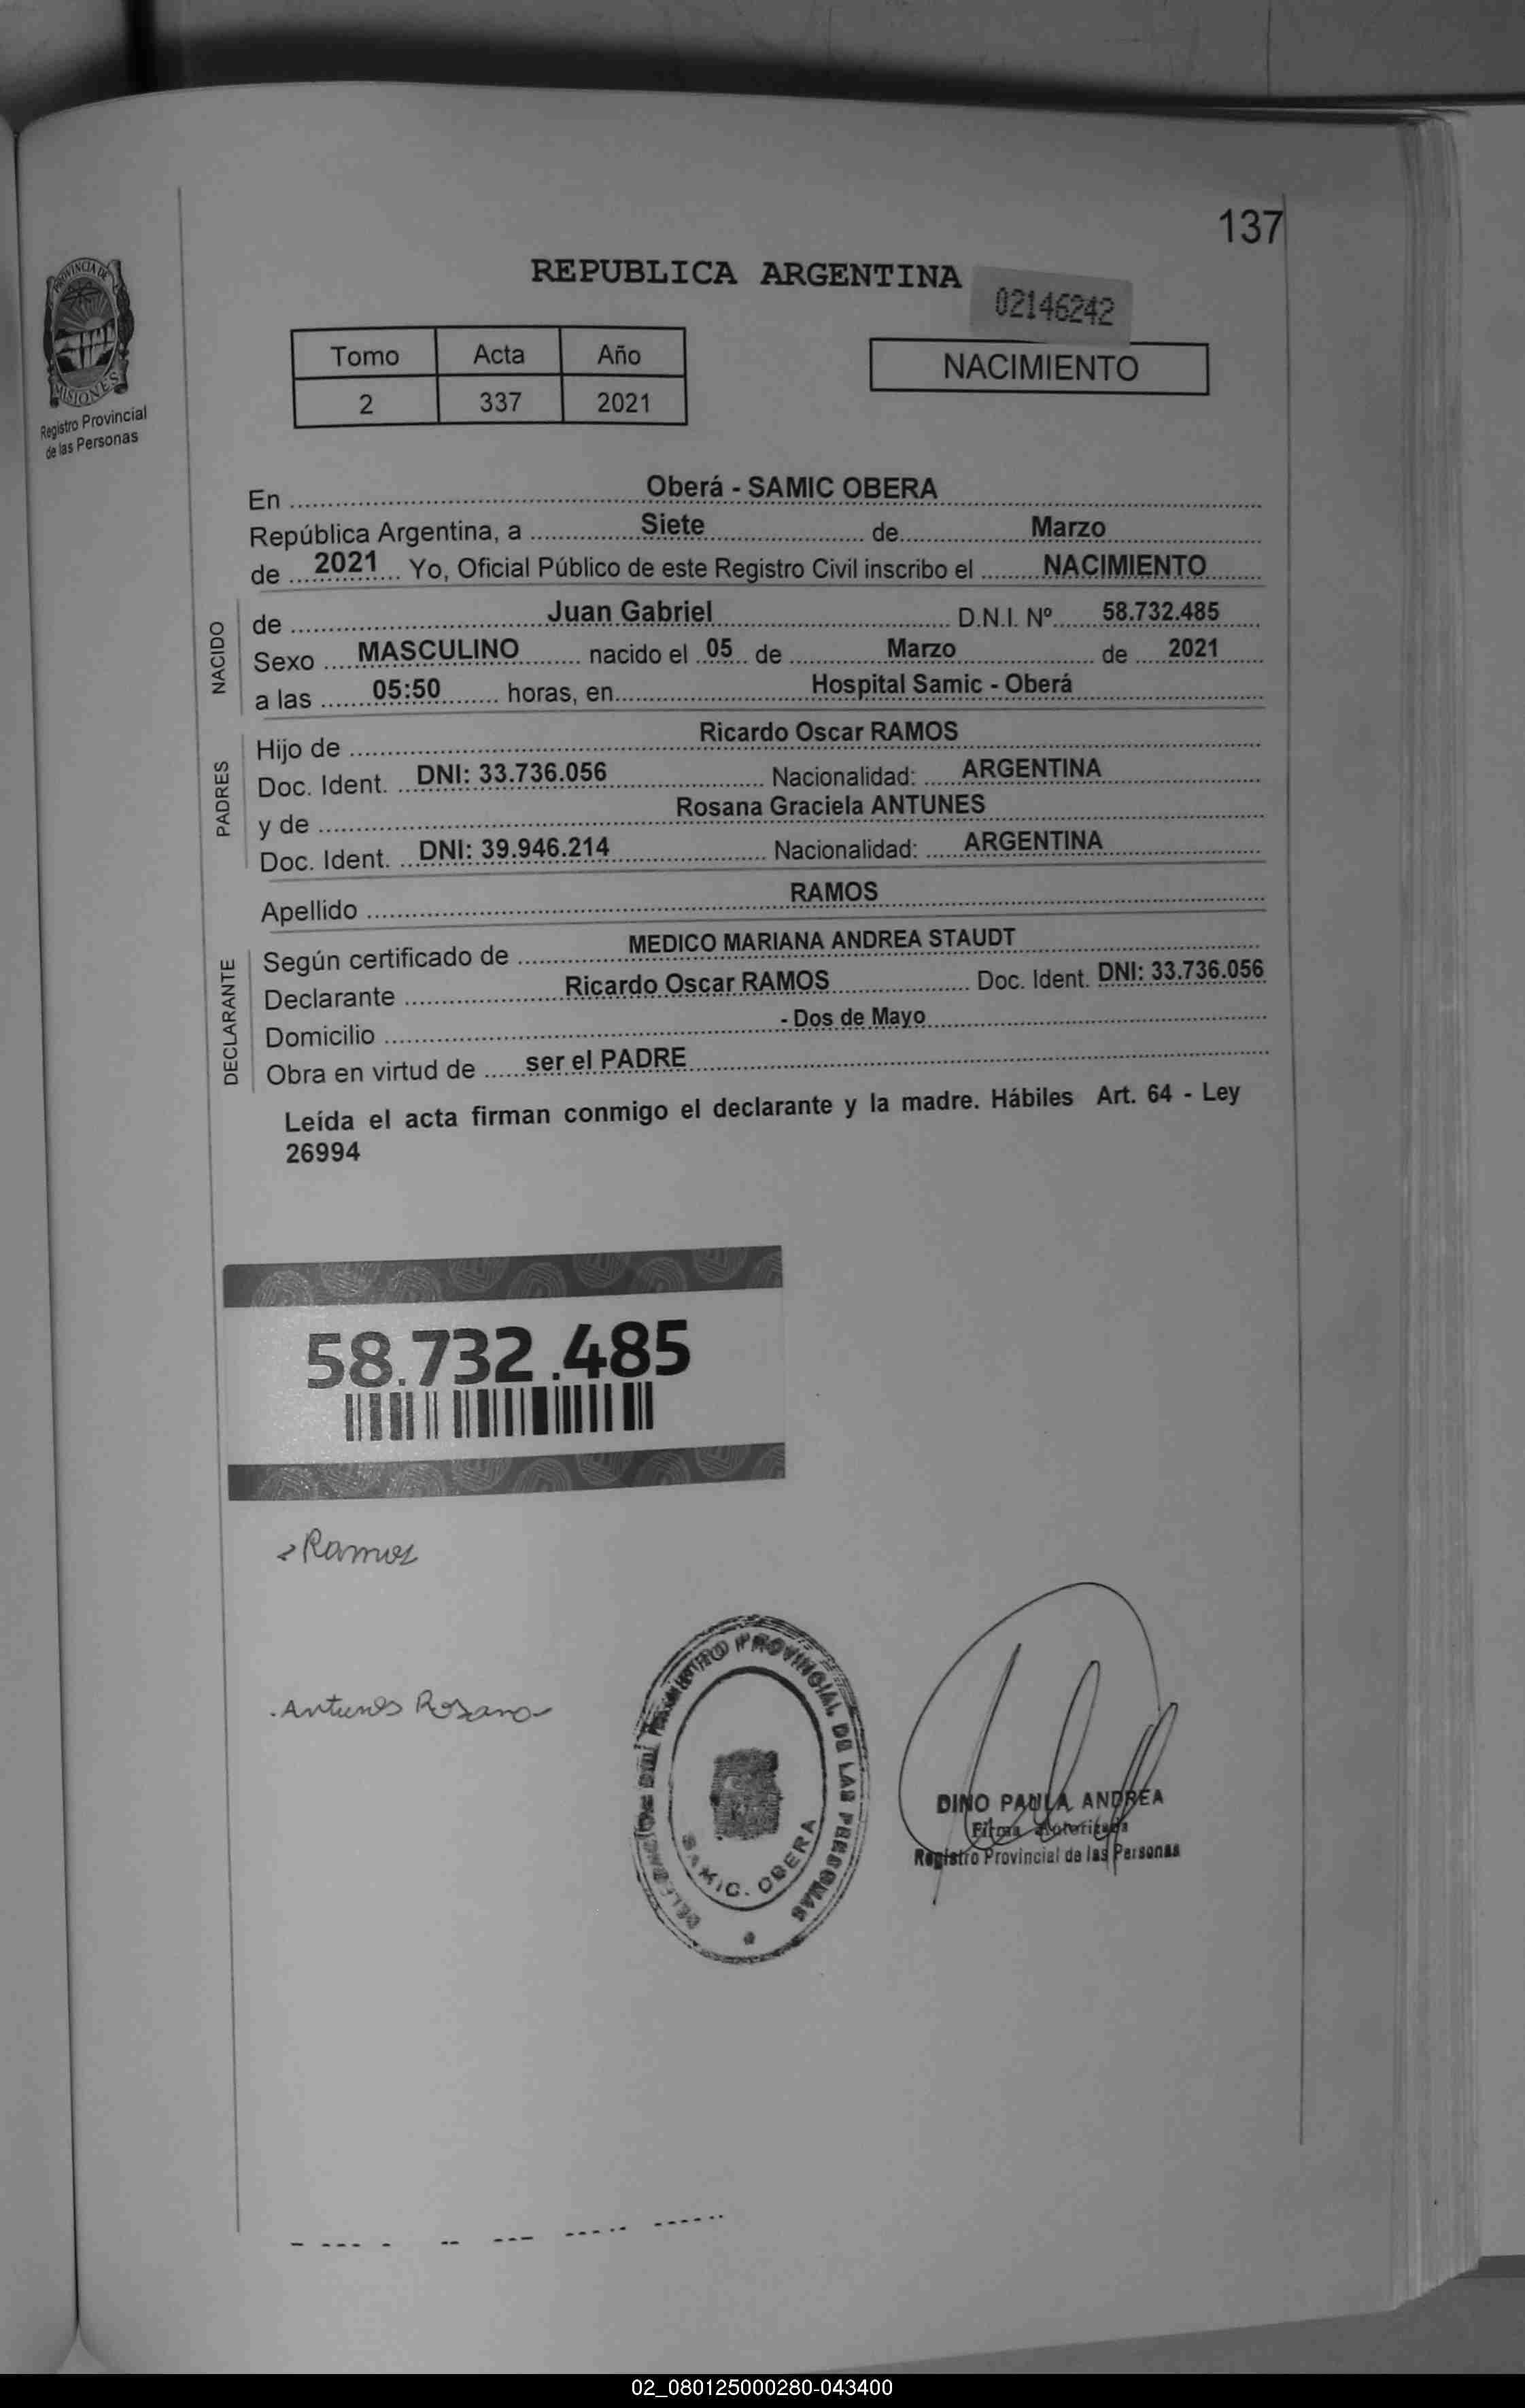 137
REPUBLICA ARGENTINA
02146242
PROVINCIA DE
MISIONES
Registro Provincial
de las Personas
Tomo Acta Año
2 337 2021
NACIMIENTO
En Oberá - SAMIC OBERA
República Argentina, a Siete de Marzo
de 2021 Yo, Oficial Público de este Registro Civil inscribo el NACIMIENTO
NACIDO
de Juan Gabriel D.N.I. Nº 58.732.485
Sexo MASCULINO nacido el 05 de Marzo de 2021
a las 05:50 horas, en Hospital Samic - Oberá
PADRES
Hijo de Ricardo Oscar RAMOS
Doc. Ident. DNI: 33.736.056 Nacionalidad: ARGENTINA
y de Rosana Graciela ANTUNES
Doc. Ident. DNI: 39.946.214 Nacionalidad: ARGENTINA
Apellido RAMOS
DECLARANTE
Según certificado de MEDICO MARIANA ANDREA STAUDT
Declarante Ricardo Oscar RAMOS Doc. Ident. DNI: 33.736.056
Domicilio - Dos de Mayo
Obra en virtud de ser el PADRE
Leída el acta firman conmigo el declarante y la madre. Hábiles Art. 64 - Ley
26994
58.732.485
Ramos
Antunes Rosana
DELEGACION DEL REGISTRO PROVINCIAL DE LAS PERSONAS
SAMIC. OBERA
DINO PAULA ANDREA
Firma Autorizada
Registro Provincial de las Personas
02_080125000280-043400